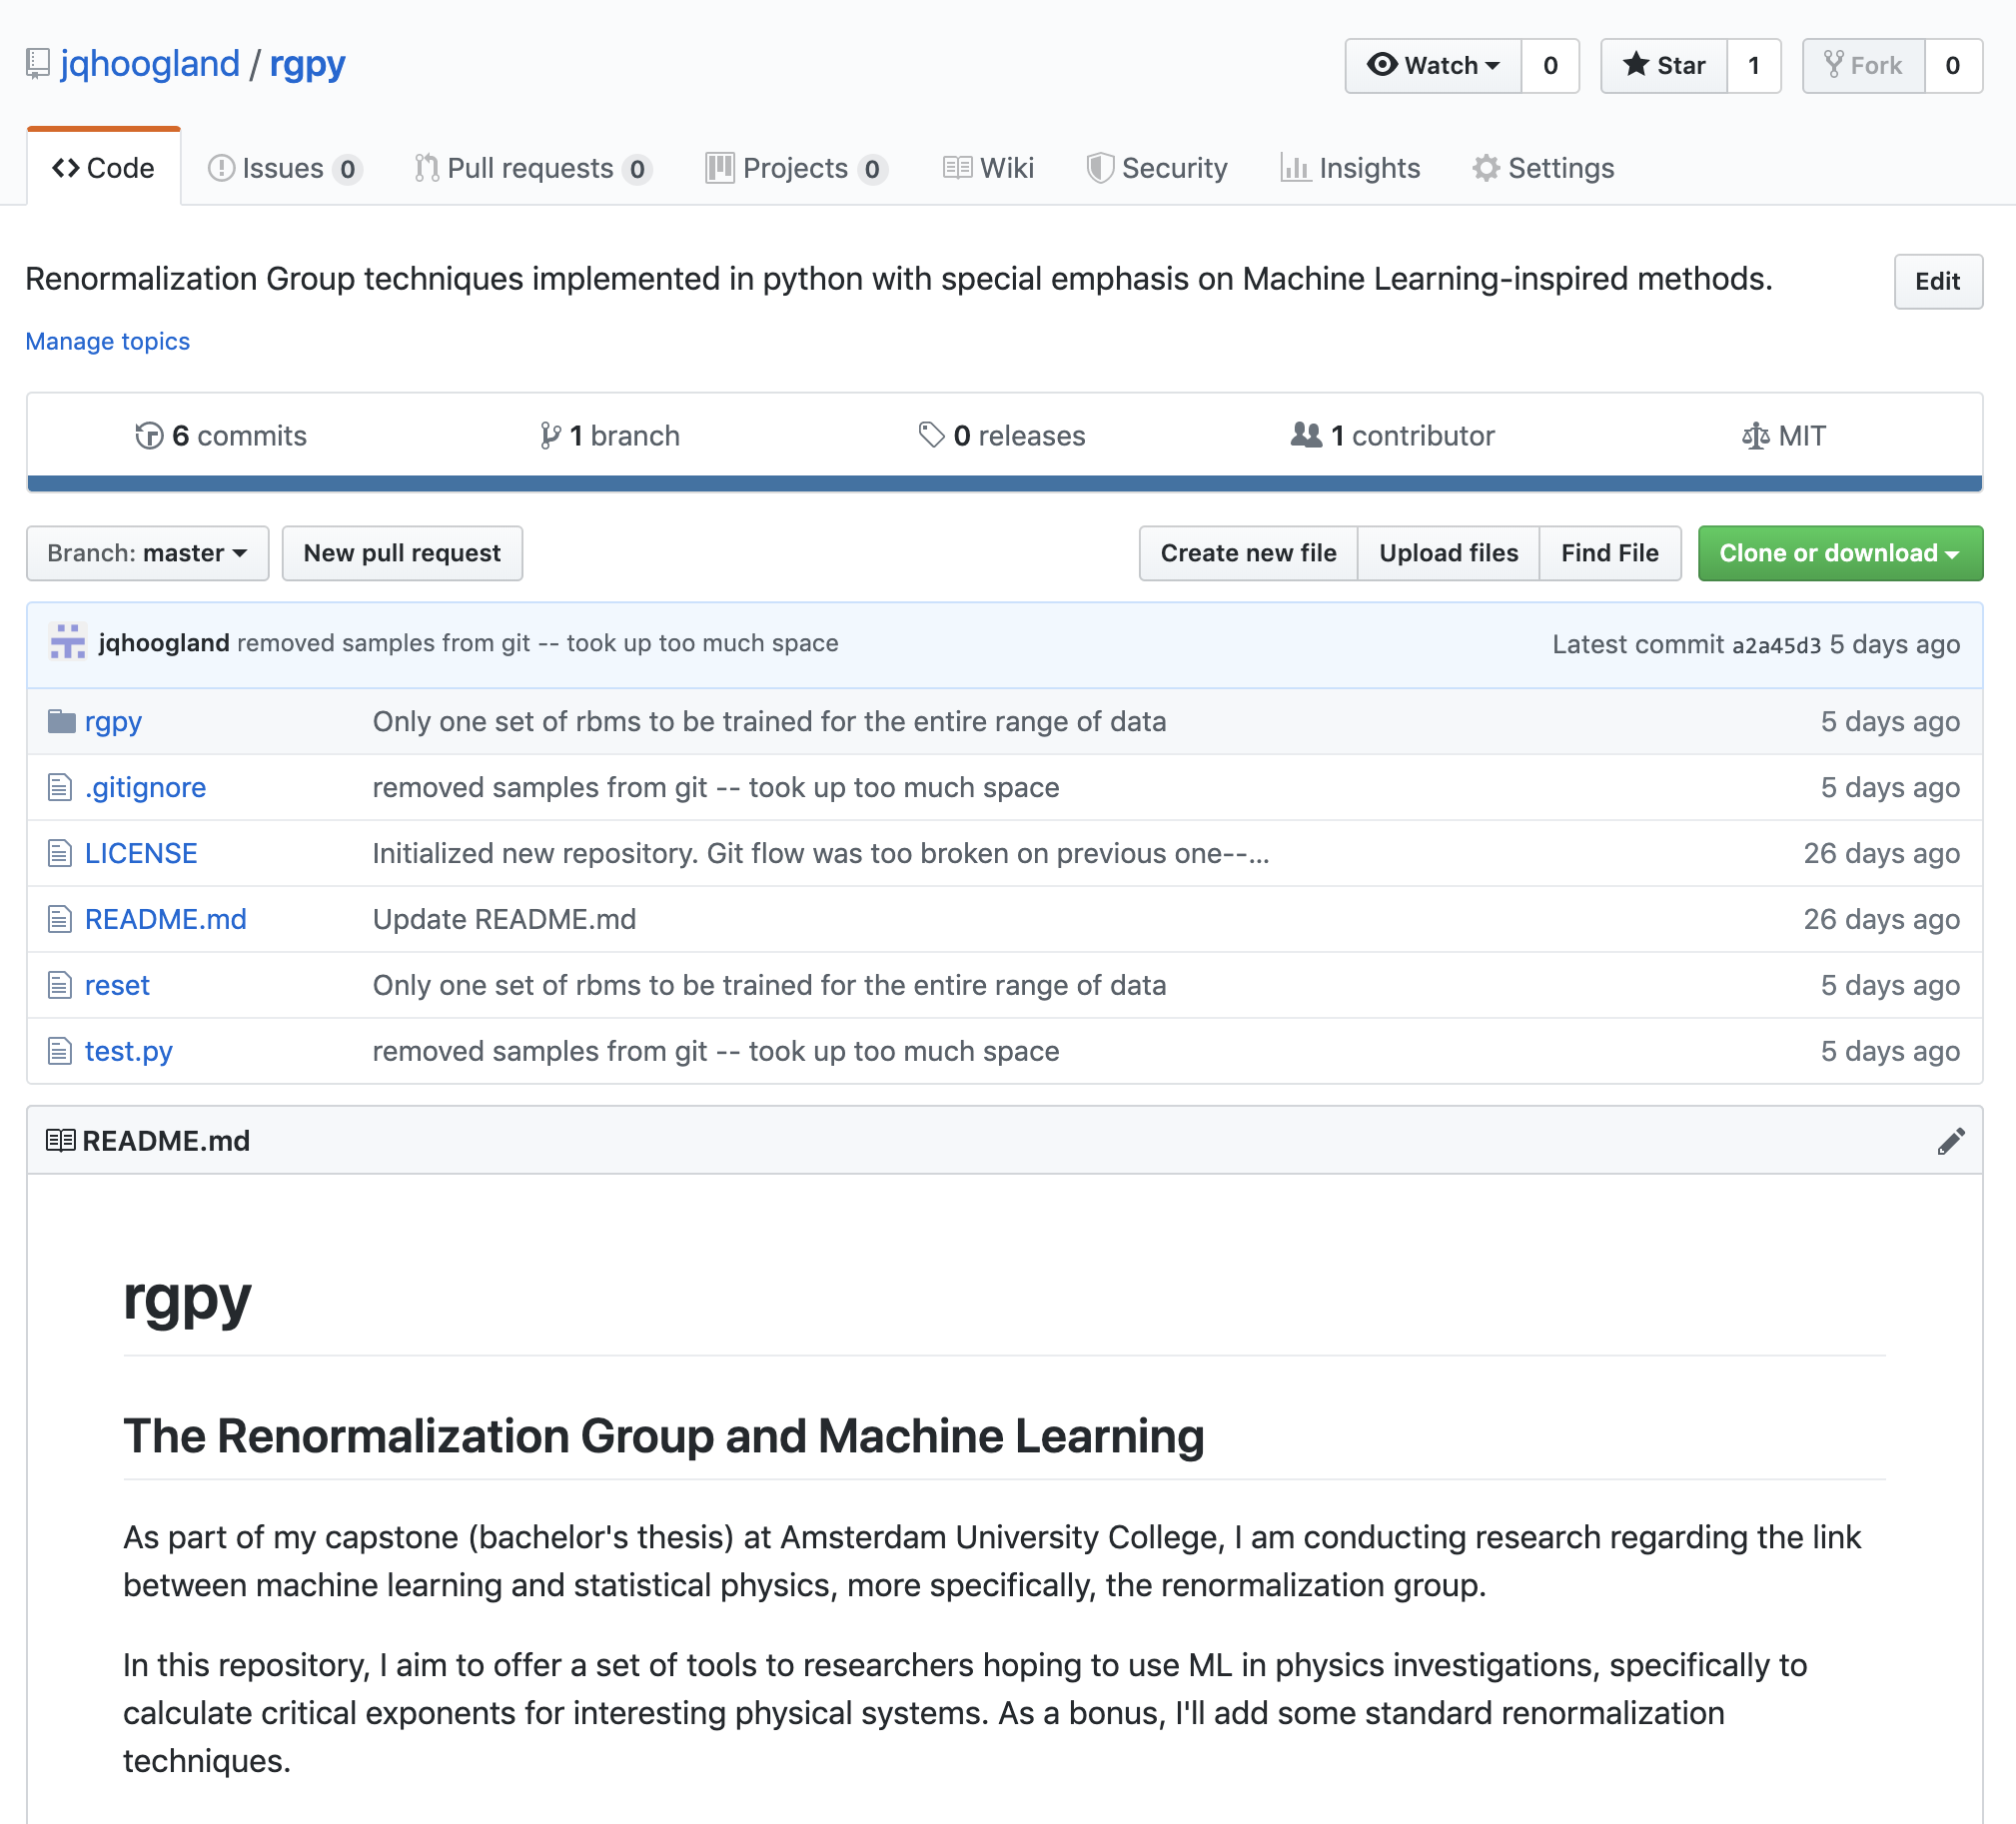 jqhoogland / rgpy
Watch 0 Star 1 Fork 0
Code Issues 0 Pull requests 0 Projects 0 Wiki Security Insights Settings
Renormalization Group techniques implemented in python with special emphasis on Machine Learning-inspired methods.
Edit
Manage topics
6 commits 1 branch 0 releases 1 contributor MIT
Branch: master New pull request Create new file Upload files Find File Clone or download
jqhoogland removed samples from git -- took up too much space Latest commit a2a45d3 5 days ago
rgpy Only one set of rbms to be trained for the entire range of data 5 days ago
.gitignore removed samples from git -- took up too much space 5 days ago
LICENSE Initialized new repository. Git flow was too broken on previous one--... 26 days ago
README.md Update README.md 26 days ago
reset Only one set of rbms to be trained for the entire range of data 5 days ago
test.py removed samples from git -- took up too much space 5 days ago
README.md
rgpy
The Renormalization Group and Machine Learning
As part of my capstone (bachelor's thesis) at Amsterdam University College, I am conducting research regarding the link
between machine learning and statistical physics, more specifically, the renormalization group.
In this repository, I aim to offer a set of tools to researchers hoping to use ML in physics investigations, specifically to
calculate critical exponents for interesting physical systems. As a bonus, I'll add some standard renormalization
techniques.